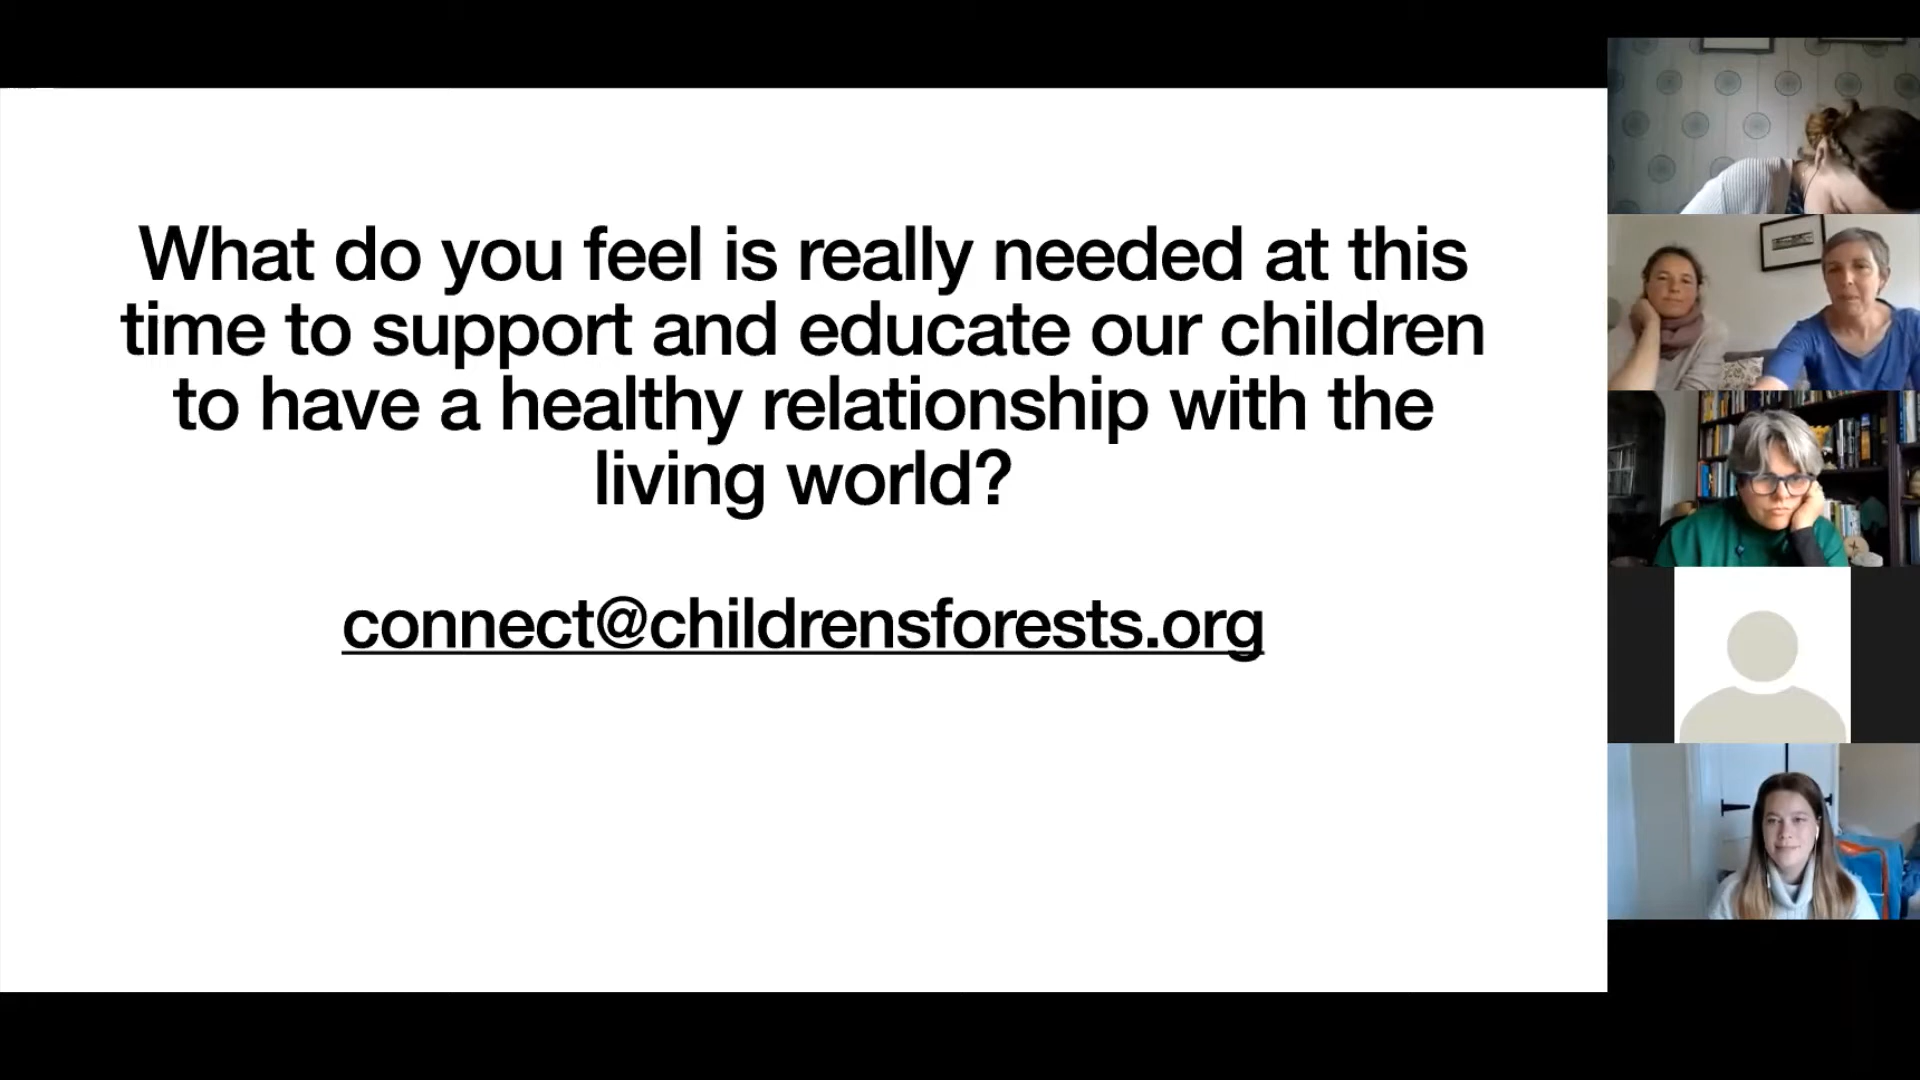 What do you feel is really needed at this
time to support and educate our children
to have a healthy relationship with the
living world?
connect@childrensforests.org